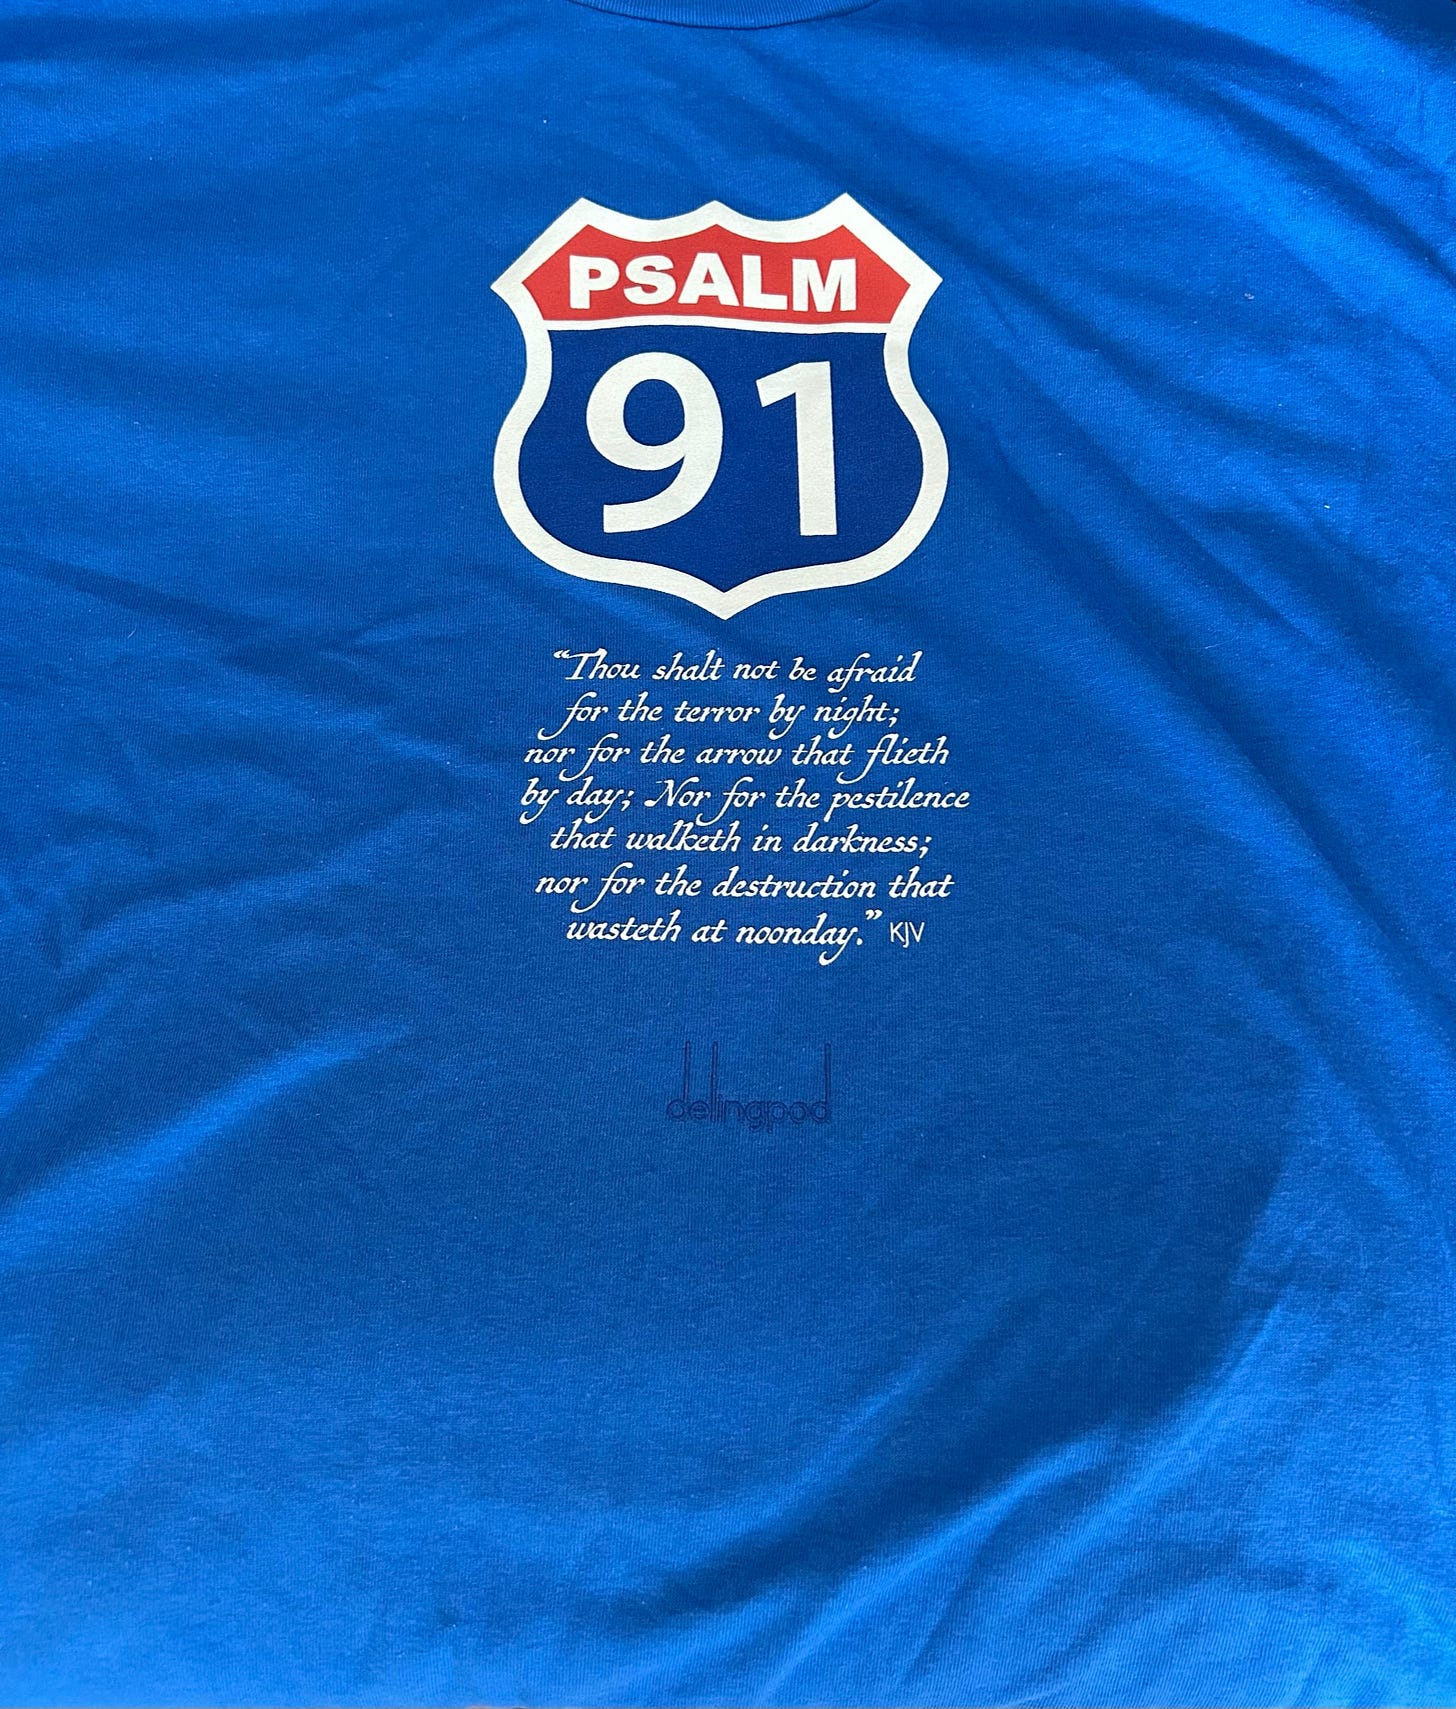 PSALM
91
“Thou shalt not be afraid
for the terror by night;
nor for the arrow that flieth
by day; Nor for the pestilence
that walketh in darkness;
nor for the destruction that
wasteth at noonday.” KJV
delingpod